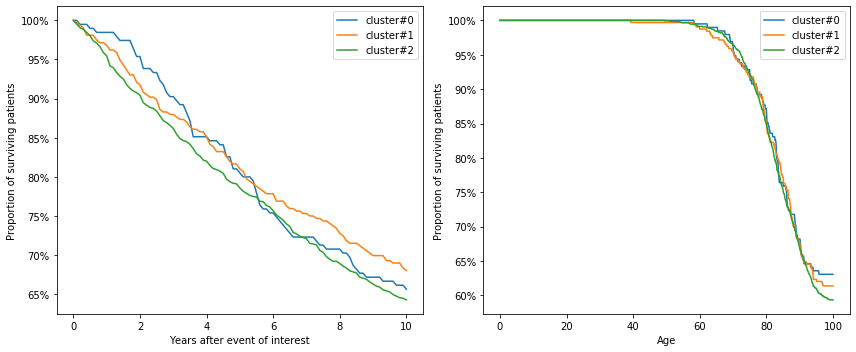 100%
95%
90%
85%
80%
75%
70%
65%
0
2
4
6
8
10
Years after event of interest
Proportion of surviving patients
cluster#0
cluster#1
cluster#2
100%
95%
90%
85%
80%
75%
70%
65%
60%
0
20
40
60
80
100
Age
Proportion of surviving patients
cluster#0
cluster#1
cluster#2